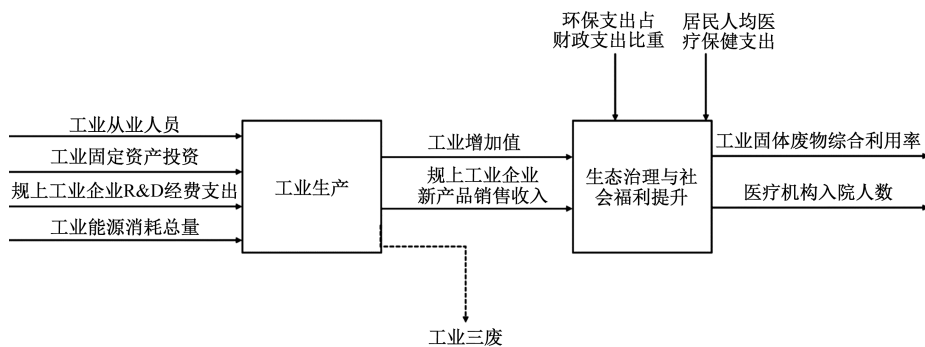 环保支出占
财政支出比重
居民人均医
疗保健支出
工业从业人员
工业固定资产投资
规上工业企业R&D经费支出
工业能源消耗总量
工业生产
工业增加值
规上工业企业
新产品销售收入
生态治理与社
会福利提升
工业固体废物综合利用率
医疗机构入院人数
工业三废